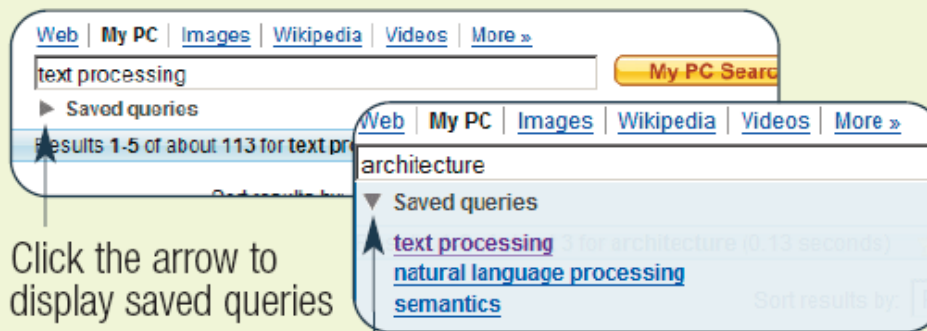 Web | My PC | Images | Wikipedia | Videos | More »
text processing
My PC Searc
▶ Saved queries
Results 1-5 of about 113 for text pr
Web | My PC | Images | Wikipedia | Videos | More »
architecture
▼ Saved queries
text processing
3 for architecture (0.13 seconds)
natural language processing
semantics
Sort results by:
Click the arrow to
display saved queries